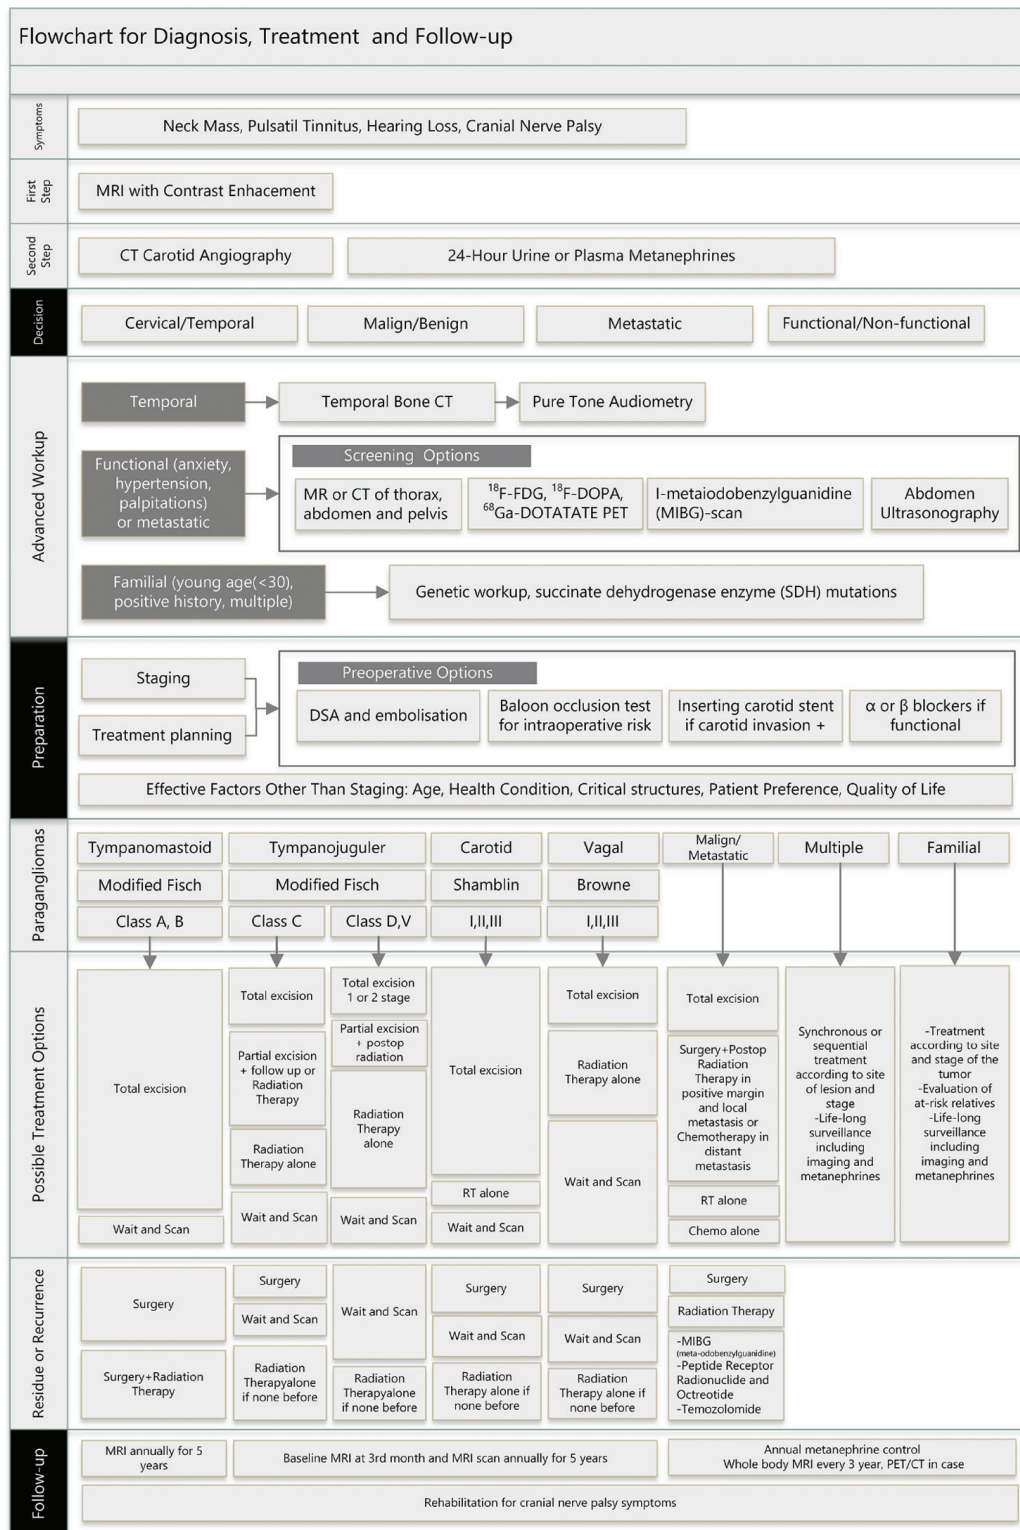 Flowchart for Diagnosis, Treatment and Follow-up
Symptoms
Neck Mass, Pulsatil Tinnitus, Hearing Loss, Cranial Nerve Palsy
First
Step
MRI with Contrast Enhacement
Second
Step
CT Carotid Angiography
24-Hour Urine or Plasma Metanephrines
Decision
Cervical/Temporal
Malign/Benign
Metastatic
Functional/Non-functional
Advanced Workup
Temporal
Temporal Bone CT
Pure Tone Audiometry
Functional (anxiety,
hypertension,
palpitations)
or metastatic
Screening Options
MR or CT of thorax,
abdomen and pelvis
18F-FDG, 18F-DOPA,
68Ga-DOTATATE PET
I-metaiodobenzylguanidine
(MIBG)-scan
Abdomen
Ultrasonography
Familial (young age(<30),
positive history, multiple)
Genetic workup, succinate dehydrogenase enzyme (SDH) mutations
Preparation
Staging
Treatment planning
Preoperative Options
DSA and embolisation
Baloon occlusion test
for intraoperative risk
Inserting carotid stent
if carotid invasion +
α or β blockers if
functional
Effective Factors Other Than Staging: Age, Health Condition, Critical structures, Patient Preference, Quality of Life
Paragangliomas
Tympanomastoid
Tympanojuguler
Carotid
Vagal
Malign/
Metastatic
Multiple
Familial
Modified Fisch
Modified Fisch
Shamblin
Browne
Class A, B
Class C
Class D,V
I,II,III
I,II,III
Possible Treatment Options
Total excision
Wait and Scan
Total excision
Partial excision
+ follow up or
Radiation
Therapy
Radiation
Therapy alone
Wait and Scan
Total excision
1 or 2 stage
Partial excision
+ postop
radiation
Radiation
Therapy
alone
Wait and Scan
Total excision
RT alone
Wait and Scan
Total excision
Radiation
Therapy alone
Wait and Scan
Total excision
Surgery+Postop
Radiation
Therapy in
positive margin
and local
metastasis or
Chemotherapy in
distant
metastasis
RT alone
Chemo alone
Synchronous or
sequential
treatment
according to site
of lesion and
stage
-Life-long
surveillance
including
imaging and
metanephrines
-Treatment
according to site
and stage of the
tumor
-Evaluation of
at-risk relatives
-Life-long
surveillance
including
imaging and
metanephrines
Residue or Recurrence
Surgery
Surgery+Radiation
Therapy
Surgery
Wait and Scan
Radiation
Therapyalone
if none before
Wait and Scan
Radiation
Therapyalone
if none before
Surgery
Wait and Scan
Radiation
Therapy alone if
none before
Surgery
Wait and Scan
Radiation
Therapy alone if
none before
Surgery
Radiation Therapy
-MIBG
(meta-odobenzylguanidine)
-Peptide Receptor
Radionuclide and
Octreotide
-Temozolomide
Follow-up
MRI annually for 5
years
Baseline MRI at 3rd month and MRI scan annually for 5 years
Annual metanephrine control
Whole body MRI every 3 year, PET/CT in case
Rehabilitation for cranial nerve palsy symptoms